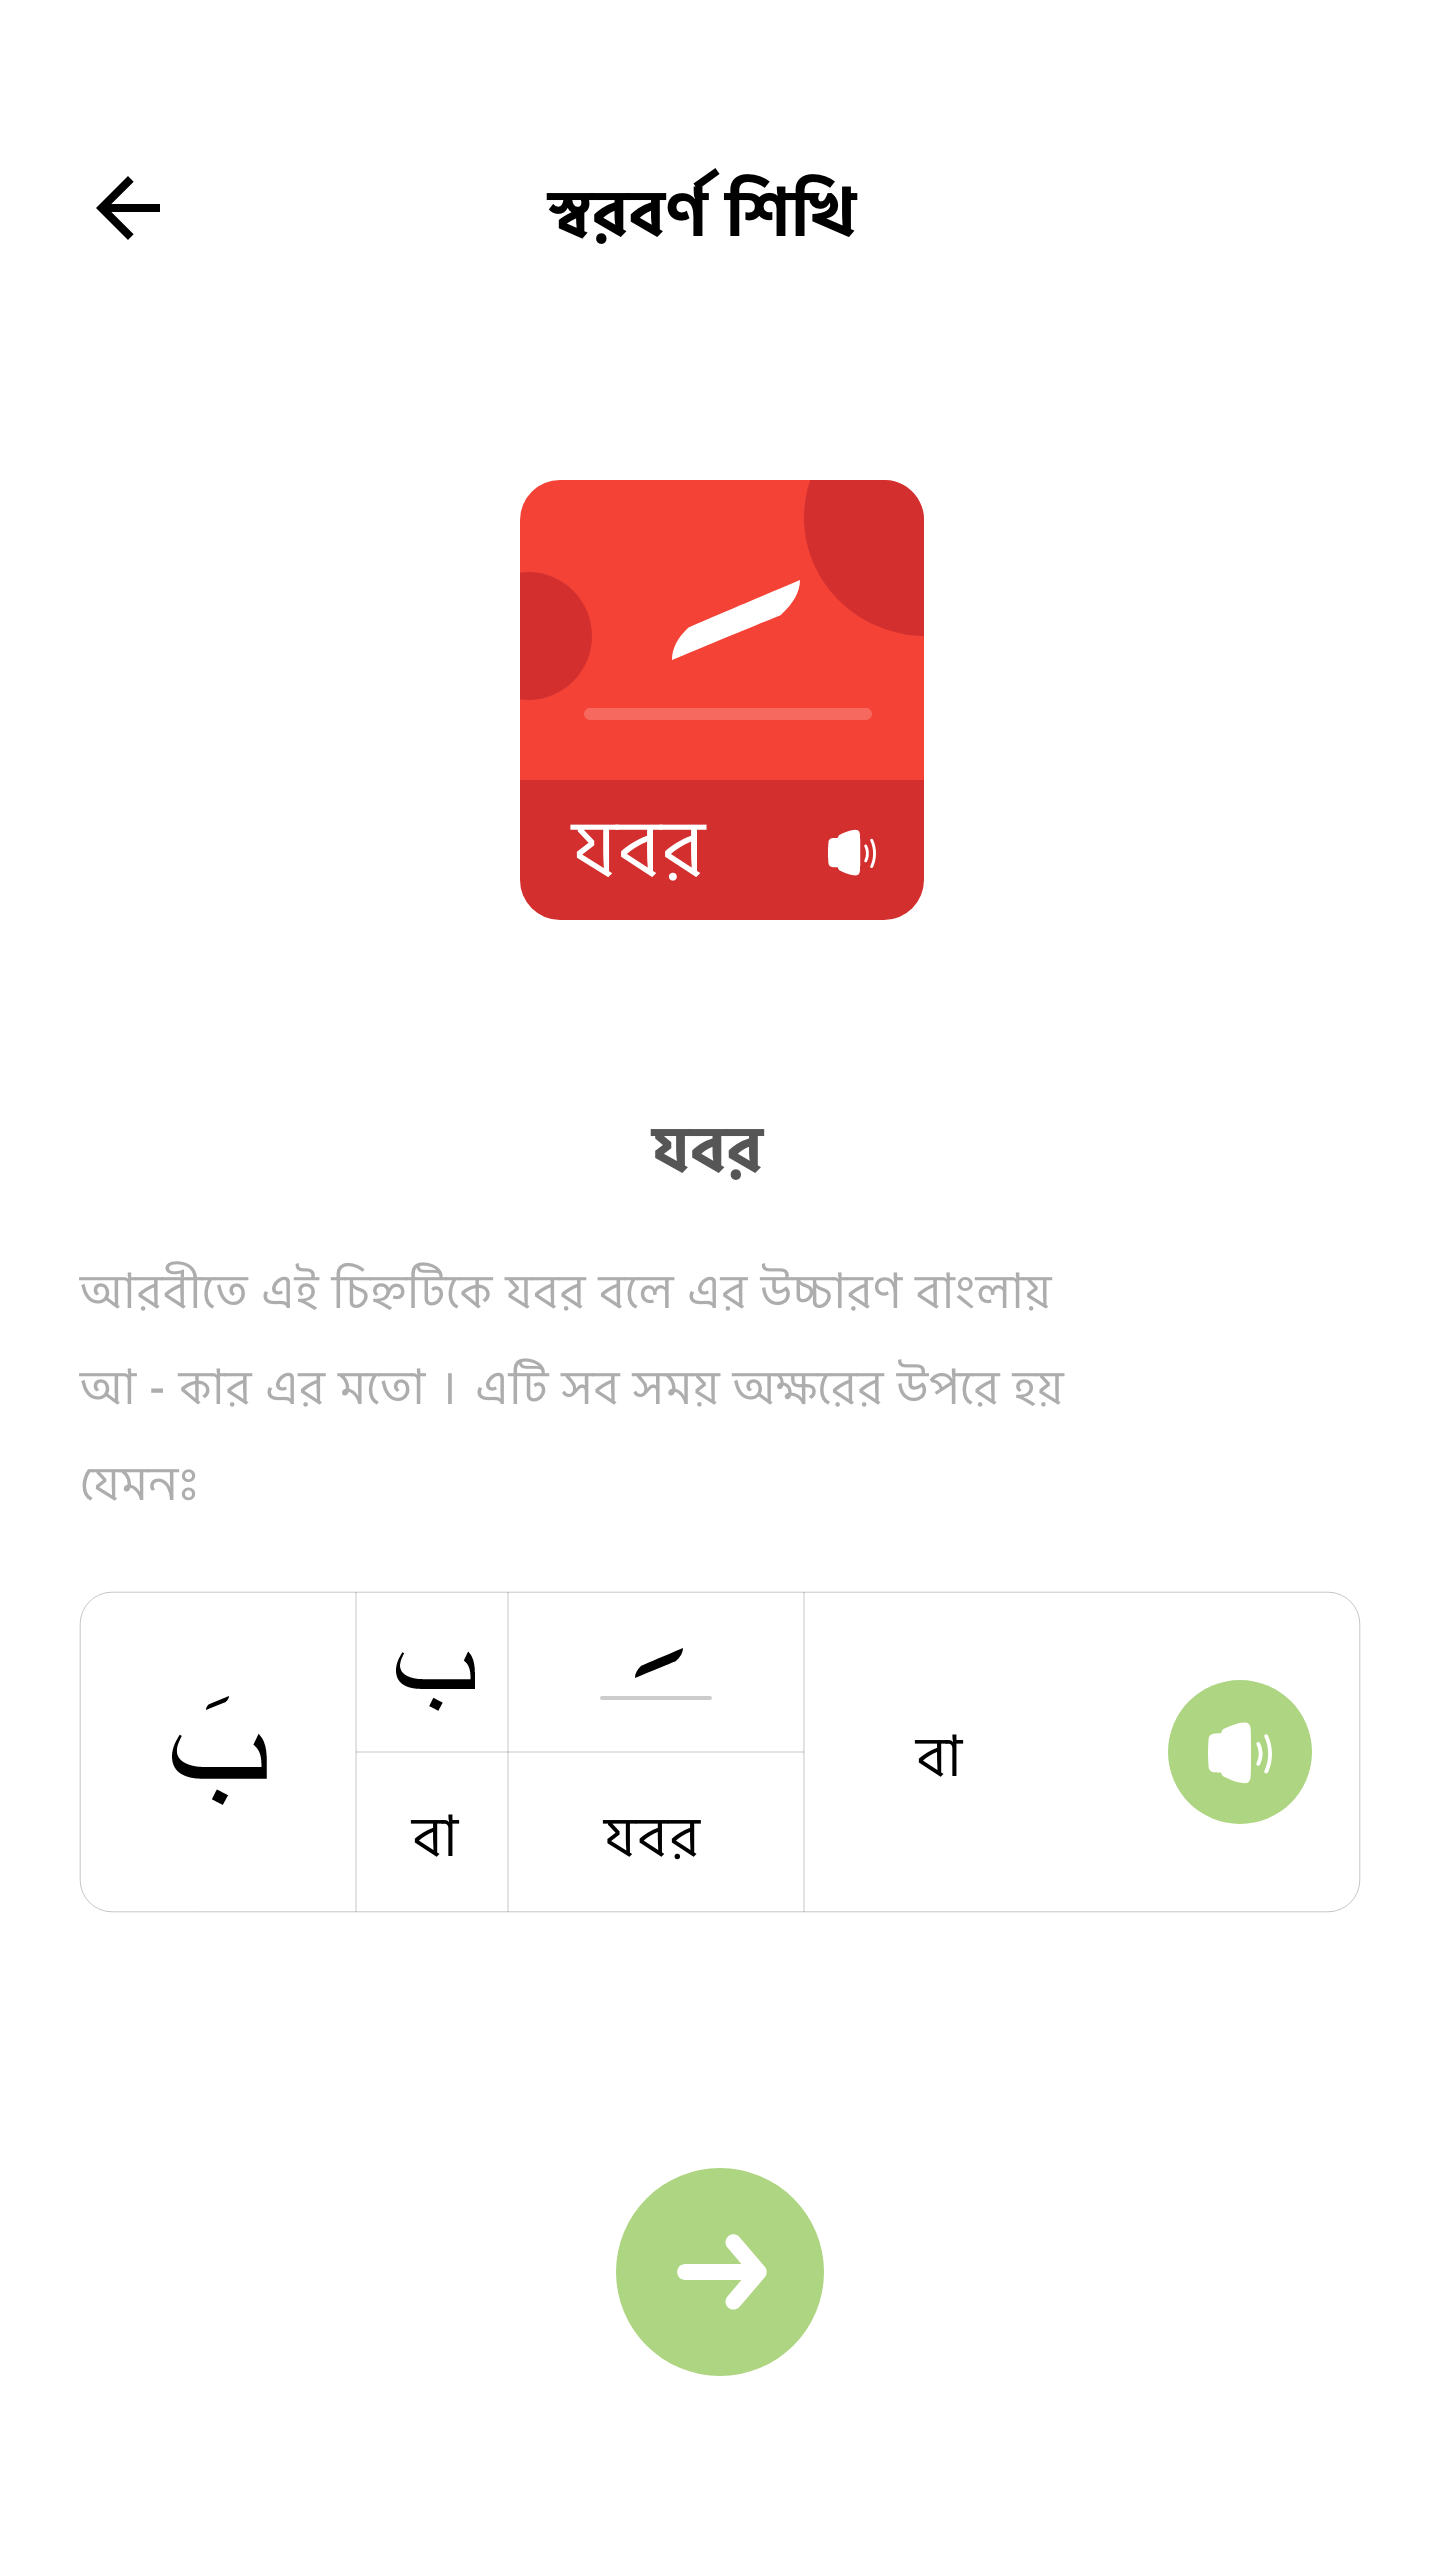 স্বরবর্ণ শিখি
যবর
যবর
আরবীতে এই চিহ্নটিকে যবর বলে এর উচ্চারণ বাংলায়
আ - কার এর মতো । এটি সব সময় অক্ষরের উপরে হয়
যেমনঃ
بَ
ب
َ
বা
যবর
বা